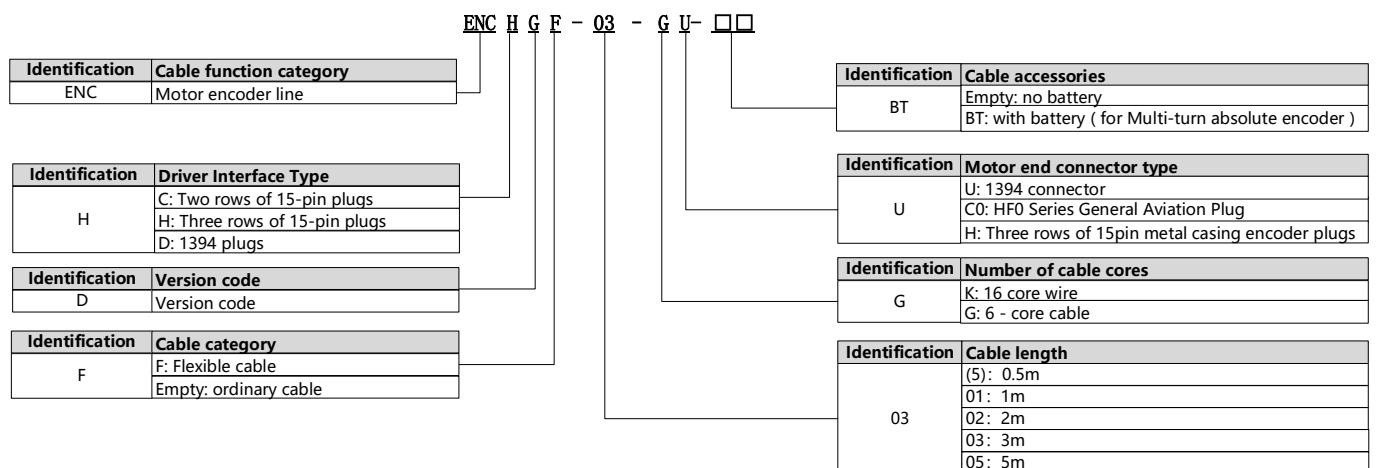 ENC H G F - 03 - G U- □□
Identification Cable function category
ENC Motor encoder line
Identification Driver Interface Type
H
C: Two rows of 15-pin plugs
H: Three rows of 15-pin plugs
D: 1394 plugs
Identification Version code
D Version code
Identification Cable category
F
F: Flexible cable
Empty: ordinary cable
Identification Cable accessories
BT
Empty: no battery
BT: with battery ( for Multi-turn absolute encoder )
Identification Motor end connector type
U
U: 1394 connector
C0: HF0 Series General Aviation Plug
H: Three rows of 15pin metal casing encoder plugs
Identification Number of cable cores
G
K: 16 core wire
G: 6 - core cable
Identification Cable length
03
(5): 0.5m
01: 1m
02: 2m
03: 3m
05: 5m